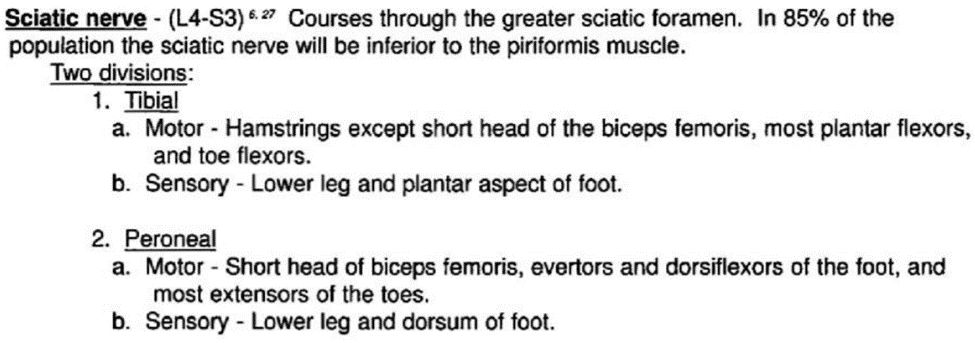 Sciatic nerve - (L4-S3) 6, 27 Courses through the greater sciatic foramen. In 85% of the
population the sciatic nerve will be inferior to the piriformis muscle.
Two divisions:
1. Tibial
a. Motor - Hamstrings except short head of the biceps femoris, most plantar flexors,
and toe flexors.
b. Sensory - Lower leg and plantar aspect of foot.
2. Peroneal
a. Motor - Short head of biceps femoris, evertors and dorsiflexors of the foot, and
most extensors of the toes.
b. Sensory - Lower leg and dorsum of foot.